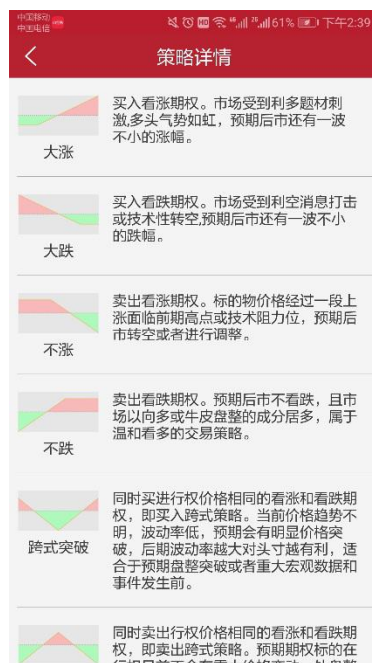 中国移动
中国电信
61% 下午2:39
策略详情
买入看涨期权。市场受到利多题材刺
激,多头气势如虹，预期后市还有一波
不小的涨幅。
大涨
买入看跌期权。市场受到利空消息打击
或技术性转空,预期后市还有一波不小
的跌幅。
大跌
卖出看涨期权。标的物价格经过一段上
涨面临前期高点或技术阻力位，预期后
市转空或者进行调整。
不涨
卖出看跌期权。预期后市不看跌，且市
场以向多或牛皮盘整的成分居多，属于
温和看多的交易策略。
不跌
同时买进行权价格相同的看涨和看跌期
权，即买入跨式策略。当前价格趋势不
明，波动率低，预期会有明显价格突
破，后期波动率越大对头寸越有利，适
合于预期盘整突破或者重大宏观数据和
事件发生前。
跨式突破
同时卖出行权价格相同的看涨和看跌期
权，即卖出跨式策略。预期期权标的在